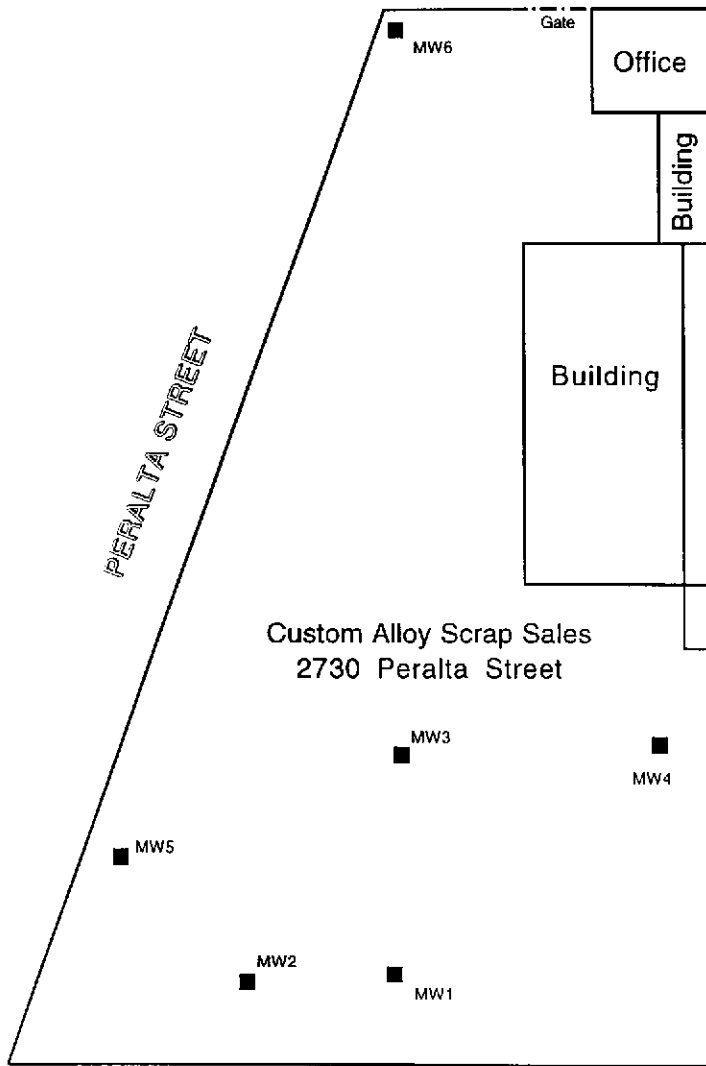 Gate
MW6
Office
Building
PERALTA STREET
Building
Custom Alloy Scrap Sales
2730 Peralta Street
MW3
MW4
MW5
MW2
MW1